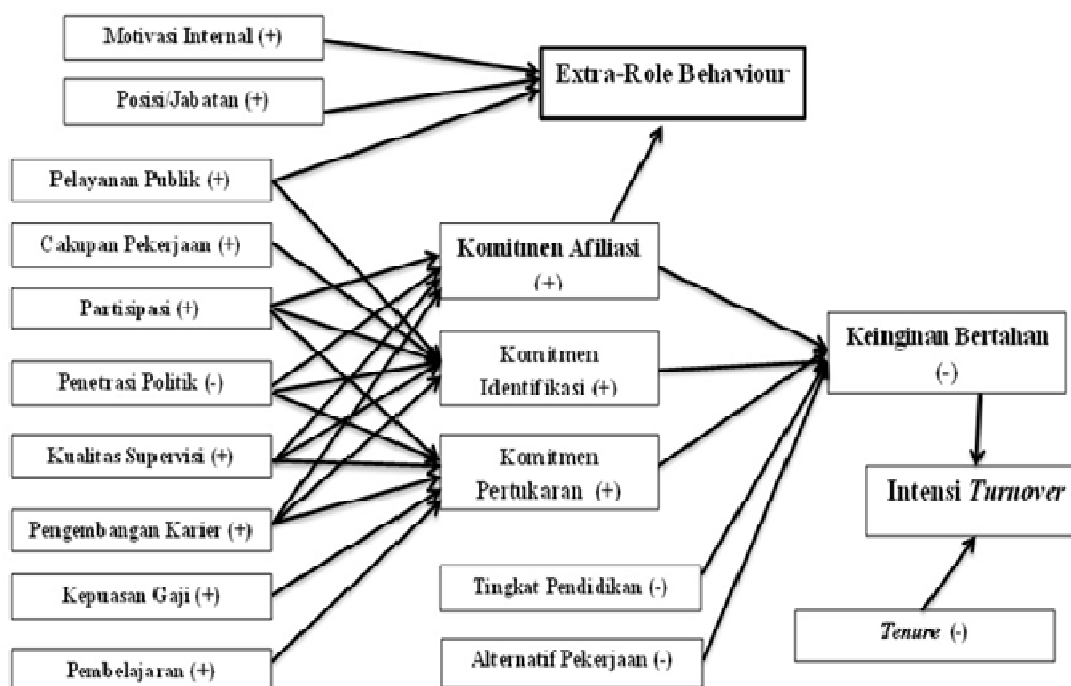 Motivasi Internal (+)
Posisi/Jabatan (+)
Extra-Role Behaviour
Pelayanan Publik (+)
Cakupan Pekerjaan (+)
Partisipasi (+)
Penetrasi Politik (-)
Kualitas Supervisi (+)
Pengembangan Karier (+)
Kepuasan Gaji (+)
Pembelajaran (+)
Komitmen Afiliasi
(+)
Komitmen
Identifikasi (+)
Komitmen
Pertukaran (+)
Tingkat Pendidikan (-)
Alternatif Pekerjaan (-)
Keinginan Bertahan
(-)
Intensi Turnover
Tenure (-)